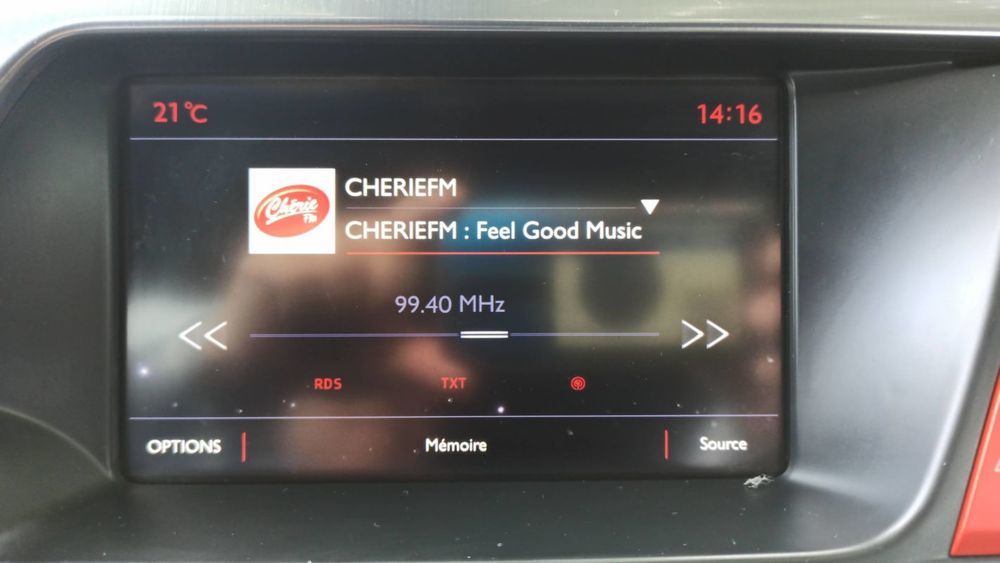 21°C
14:16
Chérie
FM
CHERIEFM
CHERIEFM : Feel Good Music
99.40 MHz
RDS
TXT
OPTIONS
Mémoire
Source